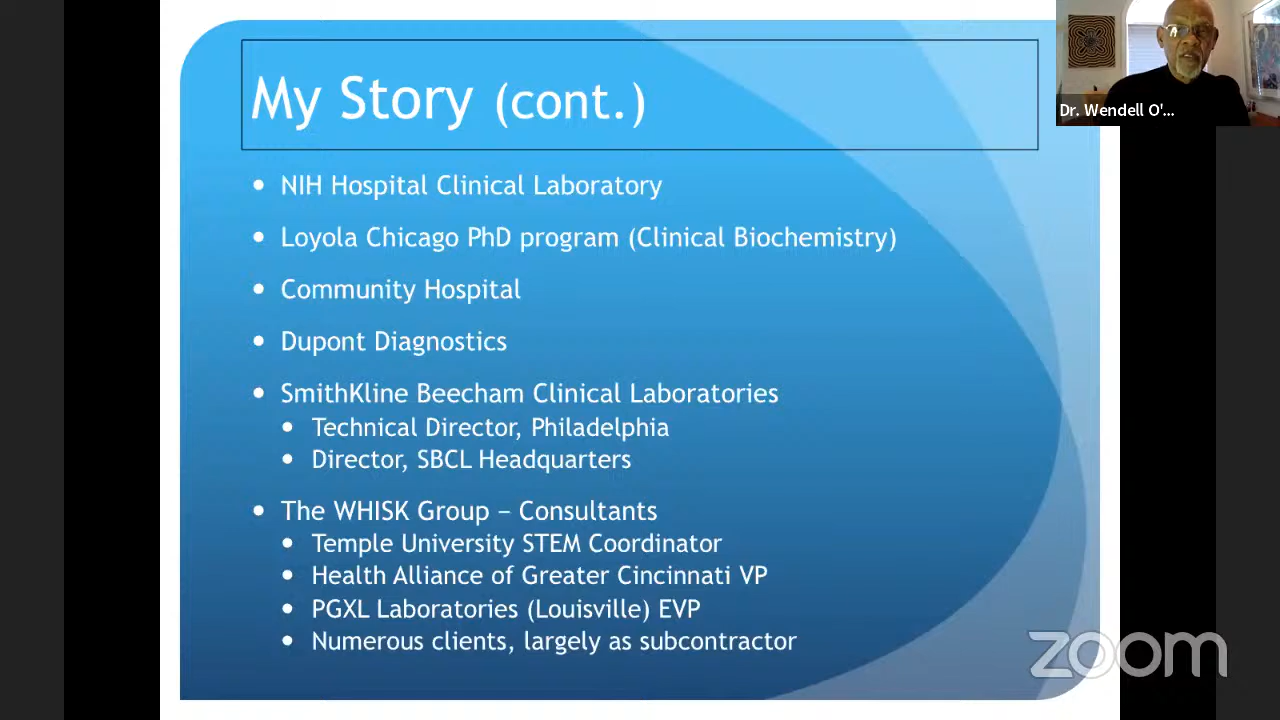 My Story (cont.)
Dr. Wendell O'...
• NIH Hospital Clinical Laboratory
• Loyola Chicago PhD program (Clinical Biochemistry)
• Community Hospital
• Dupont Diagnostics
• SmithKline Beecham Clinical Laboratories
• Technical Director, Philadelphia
• Director, SBCL Headquarters
• The WHISK Group – Consultants
• Temple University STEM Coordinator
• Health Alliance of Greater Cincinnati VP
• PGXL Laboratories (Louisville) EVP
• Numerous clients, largely as subcontractor
zoom